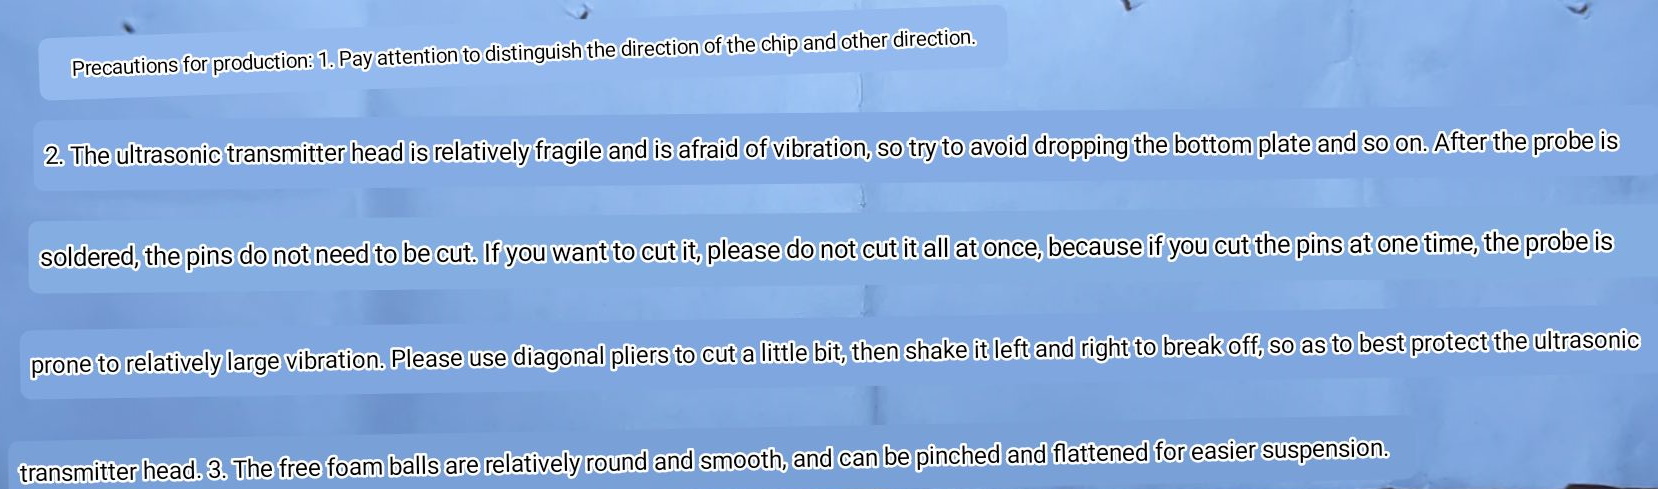 Precautions for production: 1. Pay attention to distinguish the direction of the chip and other direction.
2. The ultrasonic transmitter head is relatively fragile and is afraid of vibration, so try to avoid dropping the bottom plate and so on. After the probe is
soldered, the pins do not need to be cut. If you want to cut it, please do not cut it all at once, because if you cut the pins at one time, the probe is
prone to relatively large vibration. Please use diagonal pliers to cut a little bit, then shake it left and right to break off, so as to best protect the ultrasonic
transmitter head. 3. The free foam balls are relatively round and smooth, and can be pinched and flattened for easier suspension.